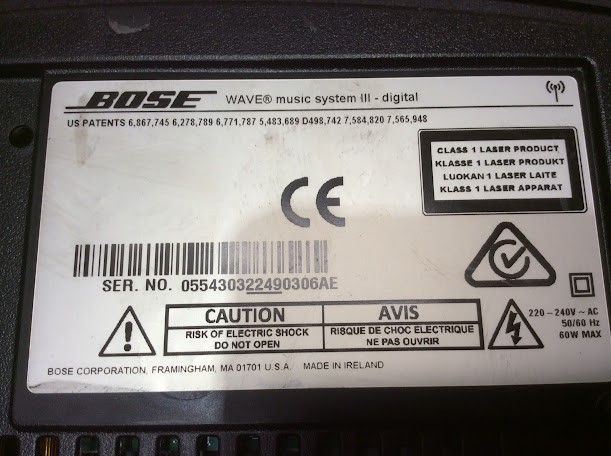 BOSE WAVE® music system III - digital
US PATENTS 6,867,745 6,278,789 6,771,787 5,483,689 D498,742 7,584,820 7,565,948
CLASS 1 LASER PRODUCT
KLASSE 1 LASER PRODUKT
LUOKAN 1 LASER LAITE
KLASS 1 LASER APPARAT
CE
SER. NO. 055430322490306AE
CAUTION
RISK OF ELECTRIC SHOCK
DO NOT OPEN
AVIS
RISQUE DE CHOC ELECTRIQUE
NE PAS OUVRIR
220 - 240V ~ AC
50/60 Hz
60W MAX
BOSE CORPORATION, FRAMINGHAM, MA 01701 U.S.A. MADE IN IRELAND